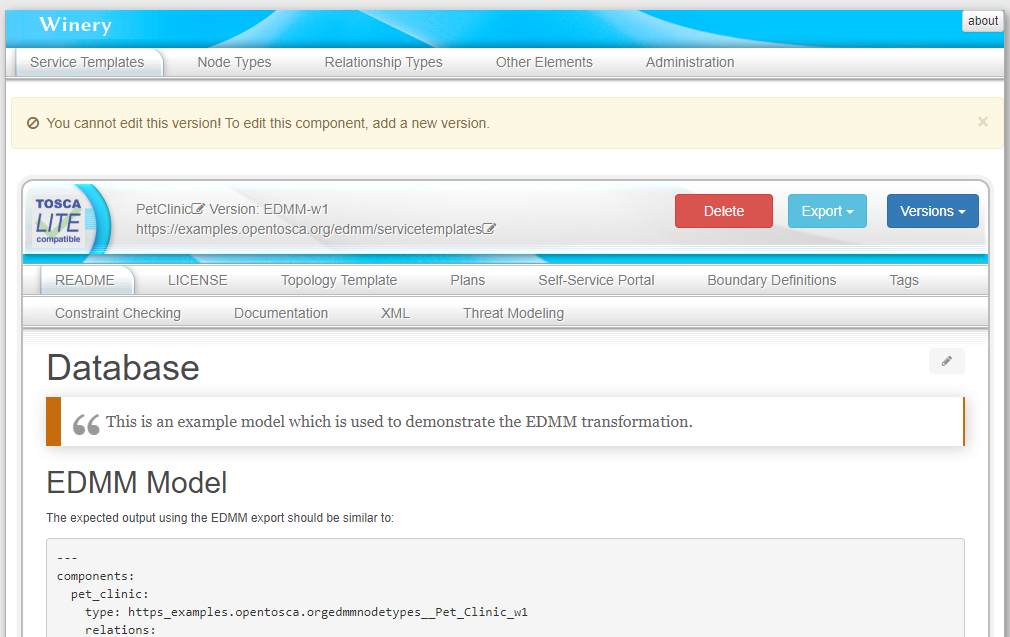 Winery
about
Service Templates Node Types Relationship Types Other Elements Administration
You cannot edit this version! To edit this component, add a new version.
×
TOSCA
LITE
compatible
PetClinic Version: EDMM-w1
https://examples.opentosca.org/edmm/servicetemplates
Delete Export Versions
README LICENSE Topology Template Plans Self-Service Portal Boundary Definitions Tags
Constraint Checking Documentation XML Threat Modeling
Database
“ This is an example model which is used to demonstrate the EDMM transformation.
EDMM Model
The expected output using the EDMM export should be similar to:
---
components:
  pet_clinic:
    type: https_examples.opentosca.orgedmmnodetypes__Pet_Clinic_w1
    relations: